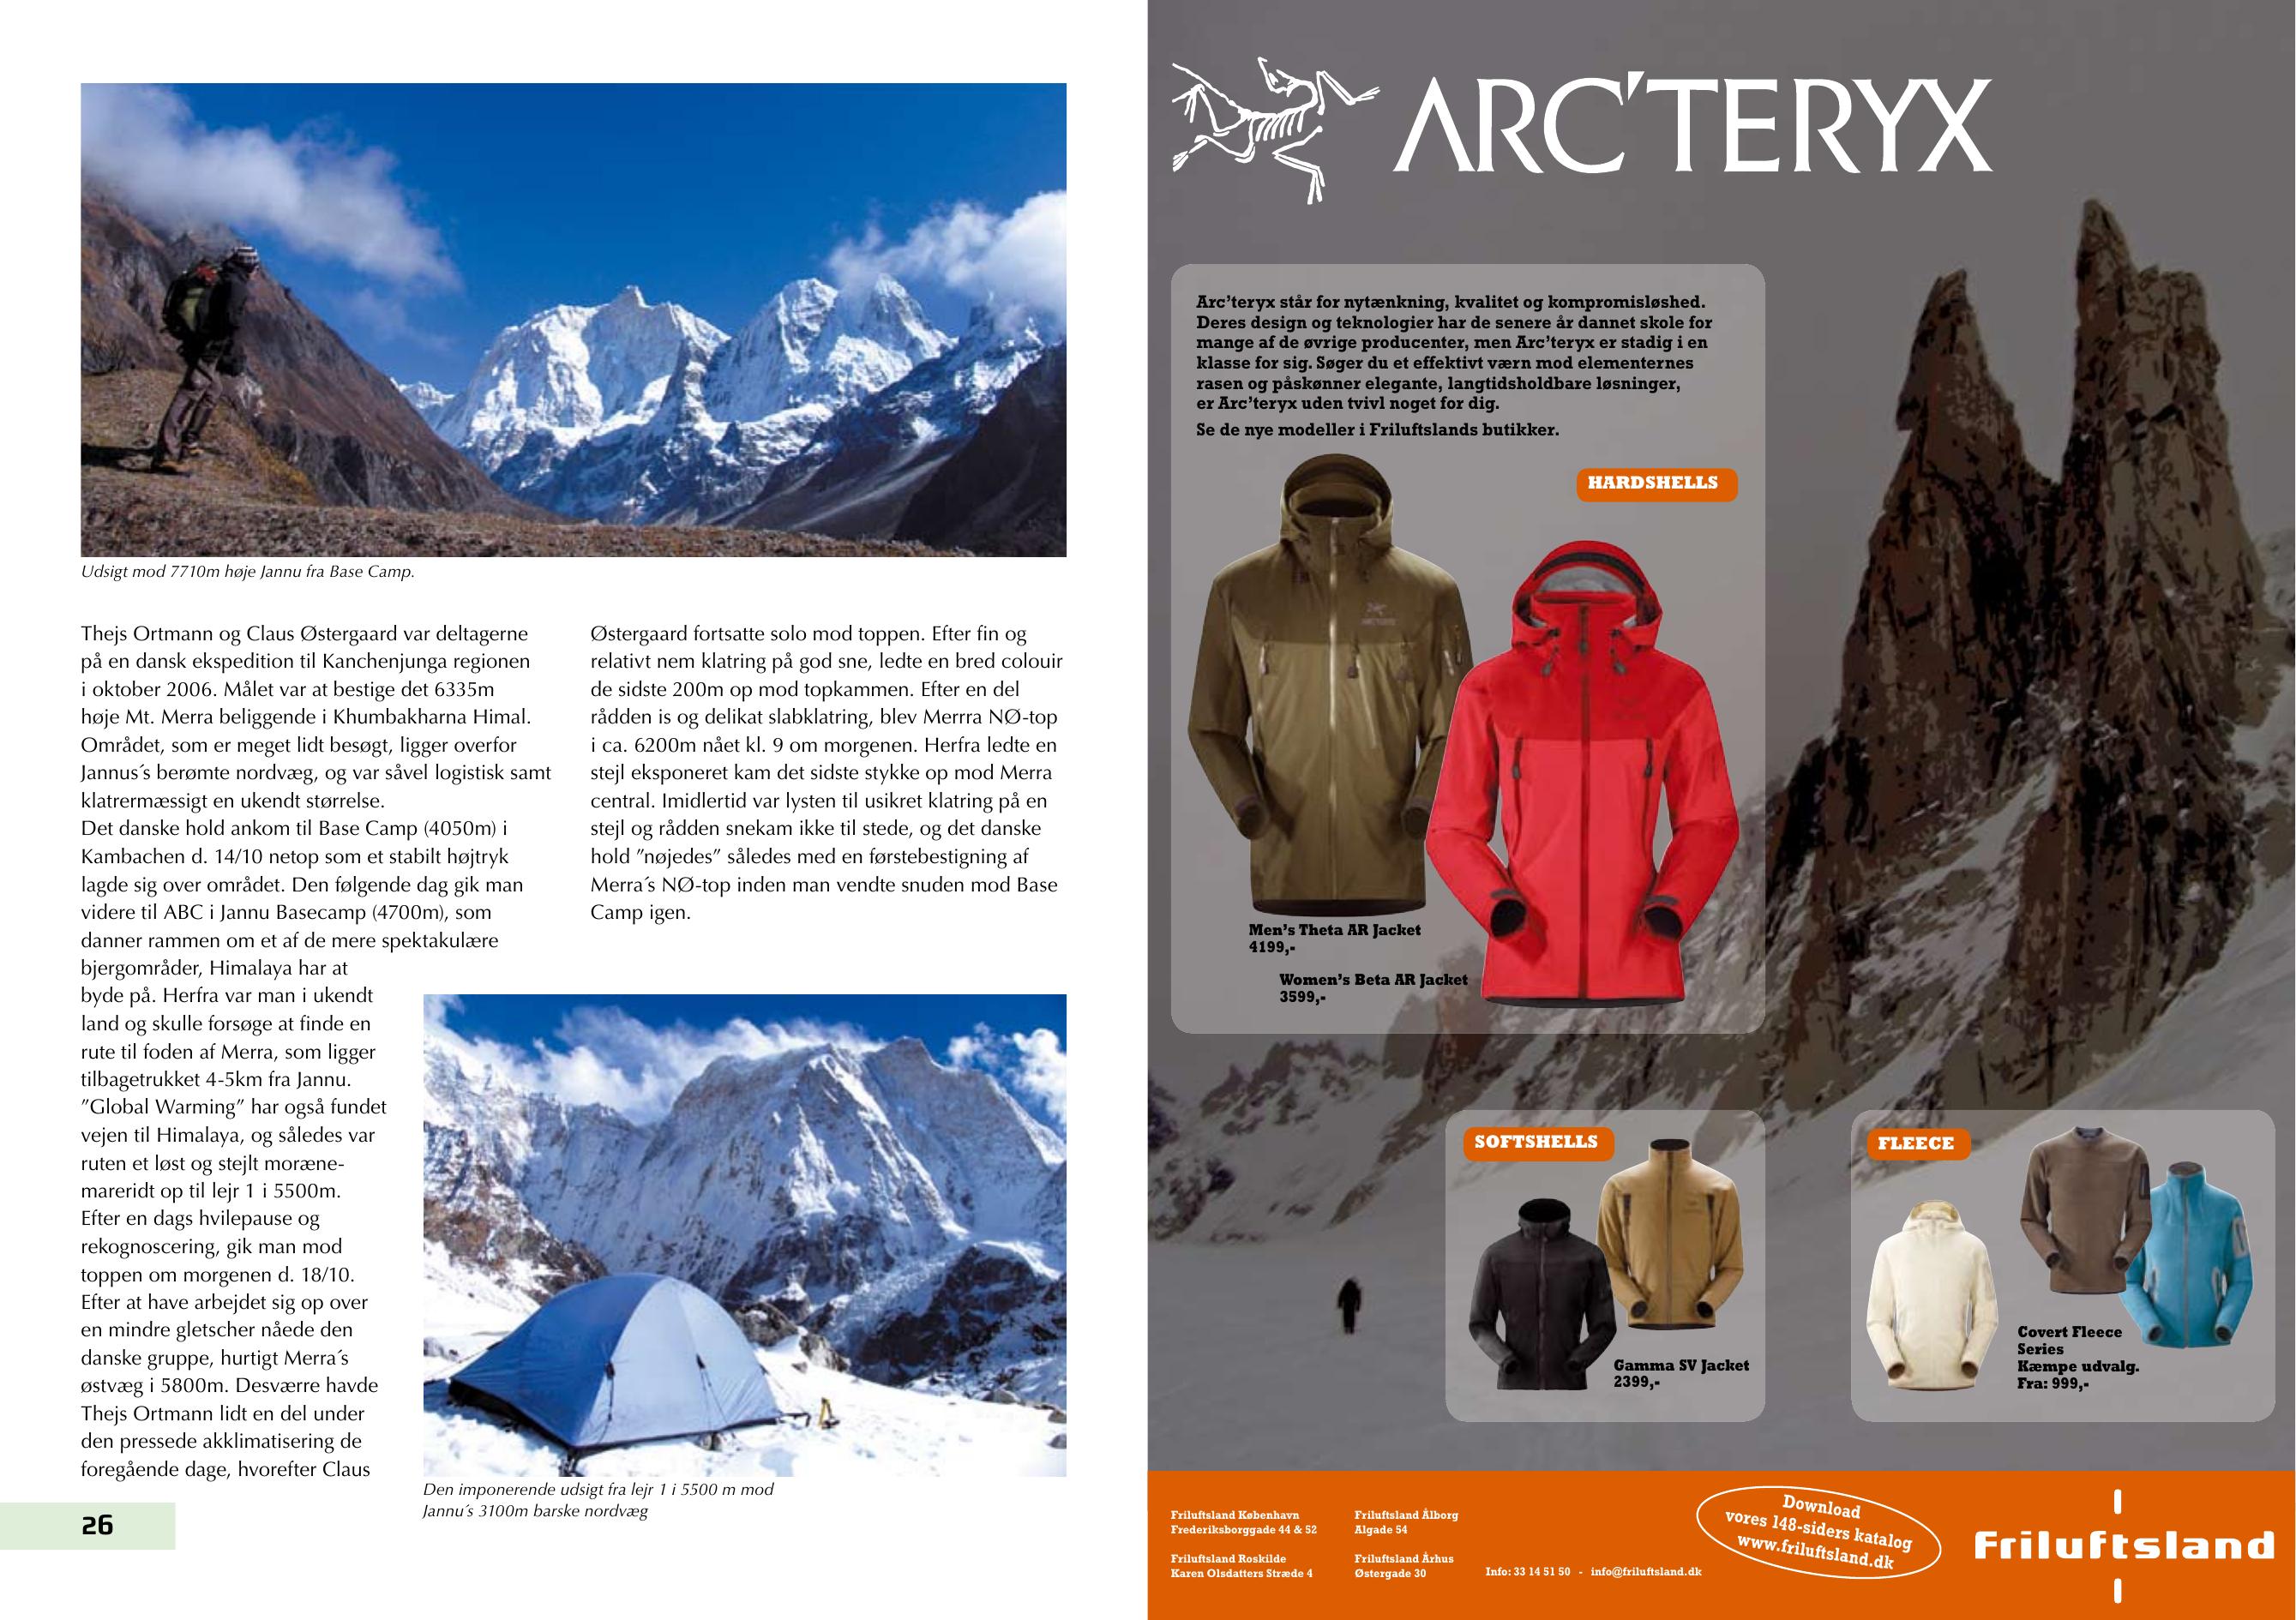 Udsigt mod 7710m høje Jannu fra Base Camp.
Thejs Ortmann og Claus Østergaard var deltagerne
på en dansk ekspedition til Kanchenjunga regionen
i oktober 2006. Målet var at bestige det 6335m
høje Mt. Merra beliggende i Khumbakharna Himal.
Området, som er meget lidt besøgt, ligger overfor
Jannus´s berømte nordvæg, og var såvel logistisk samt
klatrermæssigt en ukendt størrelse.
Det danske hold ankom til Base Camp (4050m) i
Kambachen d. 14/10 netop som et stabilt højtryk
lagde sig over området. Den følgende dag gik man
videre til ABC i Jannu Basecamp (4700m), som
danner rammen om et af de mere spektakulære
bjergområder, Himalaya har at
byde på. Herfra var man i ukendt
land og skulle forsøge at finde en
rute til foden af Merra, som ligger
tilbagetrukket 4-5km fra Jannu.
”Global Warming” har også fundet
vejen til Himalaya, og således var
ruten et løst og stejlt moræne-
mareridt op til lejr 1 i 5500m.
Efter en dags hvilepause og
rekognoscering, gik man mod
toppen om morgenen d. 18/10.
Efter at have arbejdet sig op over
en mindre gletscher nåede den
danske gruppe, hurtigt Merra´s
østvæg i 5800m. Desværre havde
Thejs Ortmann lidt en del under
den pressede akklimatisering de
foregående dage, hvorefter Claus
Østergaard fortsatte solo mod toppen. Efter fin og
relativt nem klatring på god sne, ledte en bred colouir
de sidste 200m op mod topkammen. Efter en del
rådden is og delikat slabklatring, blev Merrra NØ-top
i ca. 6200m nået kl. 9 om morgenen. Herfra ledte en
stejl eksponeret kam det sidste stykke op mod Merra
central. Imidlertid var lysten til usikret klatring på en
stejl og rådden snekam ikke til stede, og det danske
hold ”nøjedes” således med en førstebestigning af
Merra´s NØ-top inden man vendte snuden mod Base
Camp igen.
Den imponerende udsigt fra lejr 1 i 5500 m mod
Jannu´s 3100m barske nordvæg
26
ARC'TERYX
Arc’teryx står for nytænkning, kvalitet og kompromisløshed.
Deres design og teknologier har de senere år dannet skole for
mange af de øvrige producenter, men Arc’teryx er stadig i en
klasse for sig. Søger du et effektivt værn mod elementernes
rasen og påskønner elegante, langtidsholdbare løsninger,
er Arc’teryx uden tvivl noget for dig.
Se de nye modeller i Friluftslands butikker.
HARDSHELLS
Men’s Theta AR Jacket
4199,-
Women’s Beta AR Jacket
3599,-
SOFTSHELLS
Gamma SV Jacket
2399,-
FLEECE
Covert Fleece
Series
Kæmpe udvalg.
Fra: 999,-
Friluftsland København
Frederiksborggade 44 & 52
Friluftsland Roskilde
Karen Olsdatters Stræde 4
Friluftsland Ålborg
Algade 54
Friluftsland Århus
Østergade 30
Info: 33 14 51 50 - info@friluftsland.dk
Download
vores 148-siders katalog
www.friluftsland.dk
Friluftsland